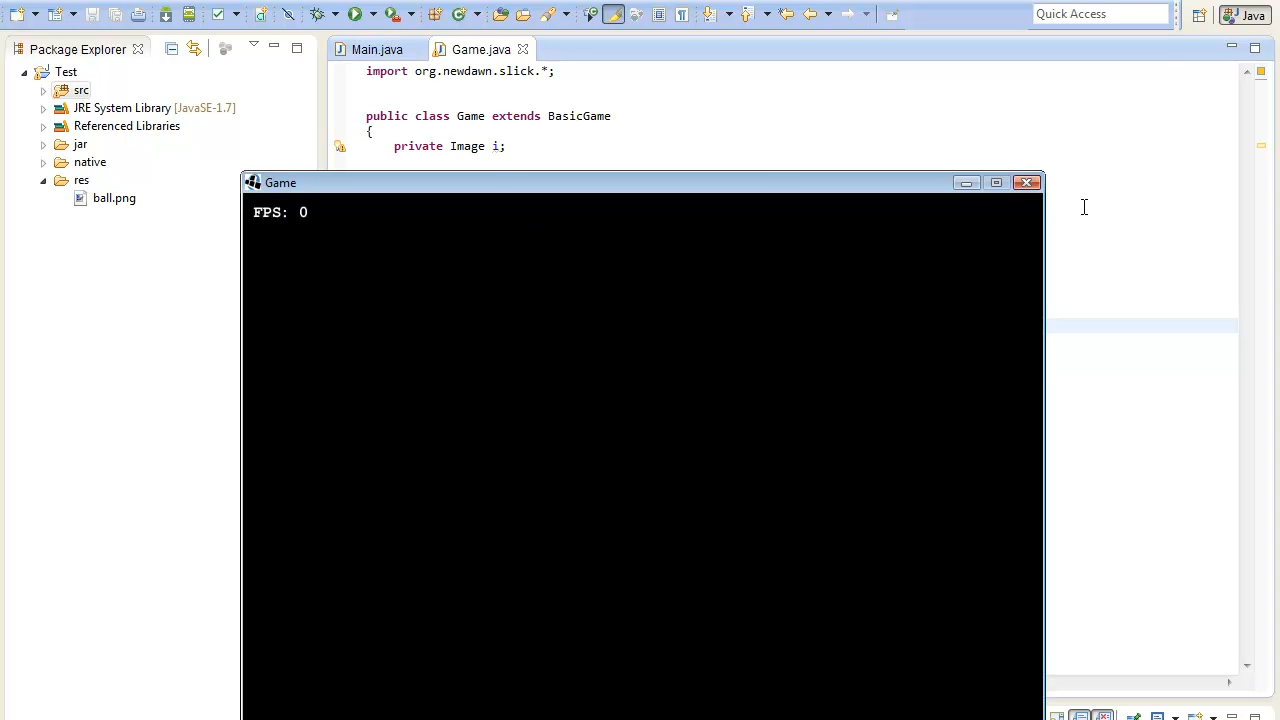 Quick Access
Java
Package Explorer
Main.java
Game.java
Test
src
JRE System Library [JavaSE-1.7]
Referenced Libraries
jar
native
res
ball.png
import org.newdawn.slick.*;
public class Game extends BasicGame
{
private Image i;
Game
FPS: 0